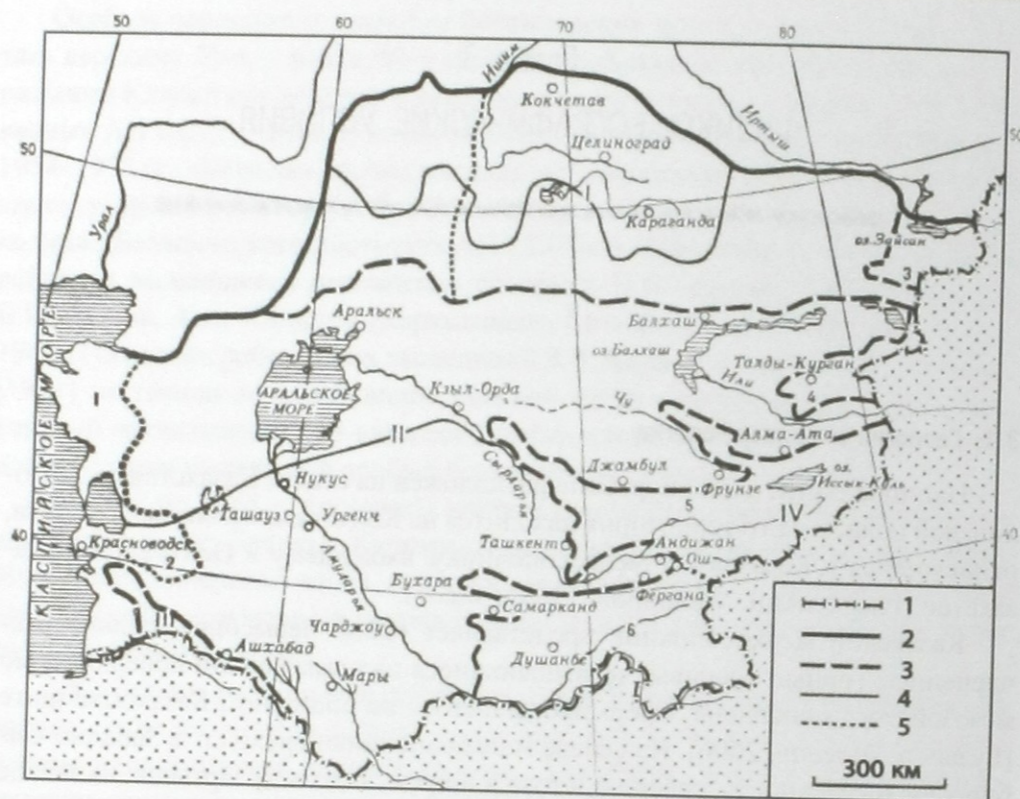 50
60
70
80
50
50
Ишим
Кокчетав
Иртыш
Целиноград
I
Караганда
Урал
оз.Зайсан
3
Аральск
Балхаш
оз.Балхаш
Талды-Курган
Или
4
КАСПИЙСКОЕ МОРЕ
1
АРАЛЬСКОЕ
МОРЕ
Кзыл-Орда
Чу
II
Алма-Ата
Сырдарья
Джамбул
Фрунзе
оз.
Иссык-Куль
Нукус
IV
Ташауз
Ургенч
5
40
Красноводск
Ташкент
Андижан
40
Ош
2
Амударья
Бухара
Фергана
Самарканд
III
Чарджоу
6
Ашхабад
Душанбе
Мары
1
2
3
4
5
300 км